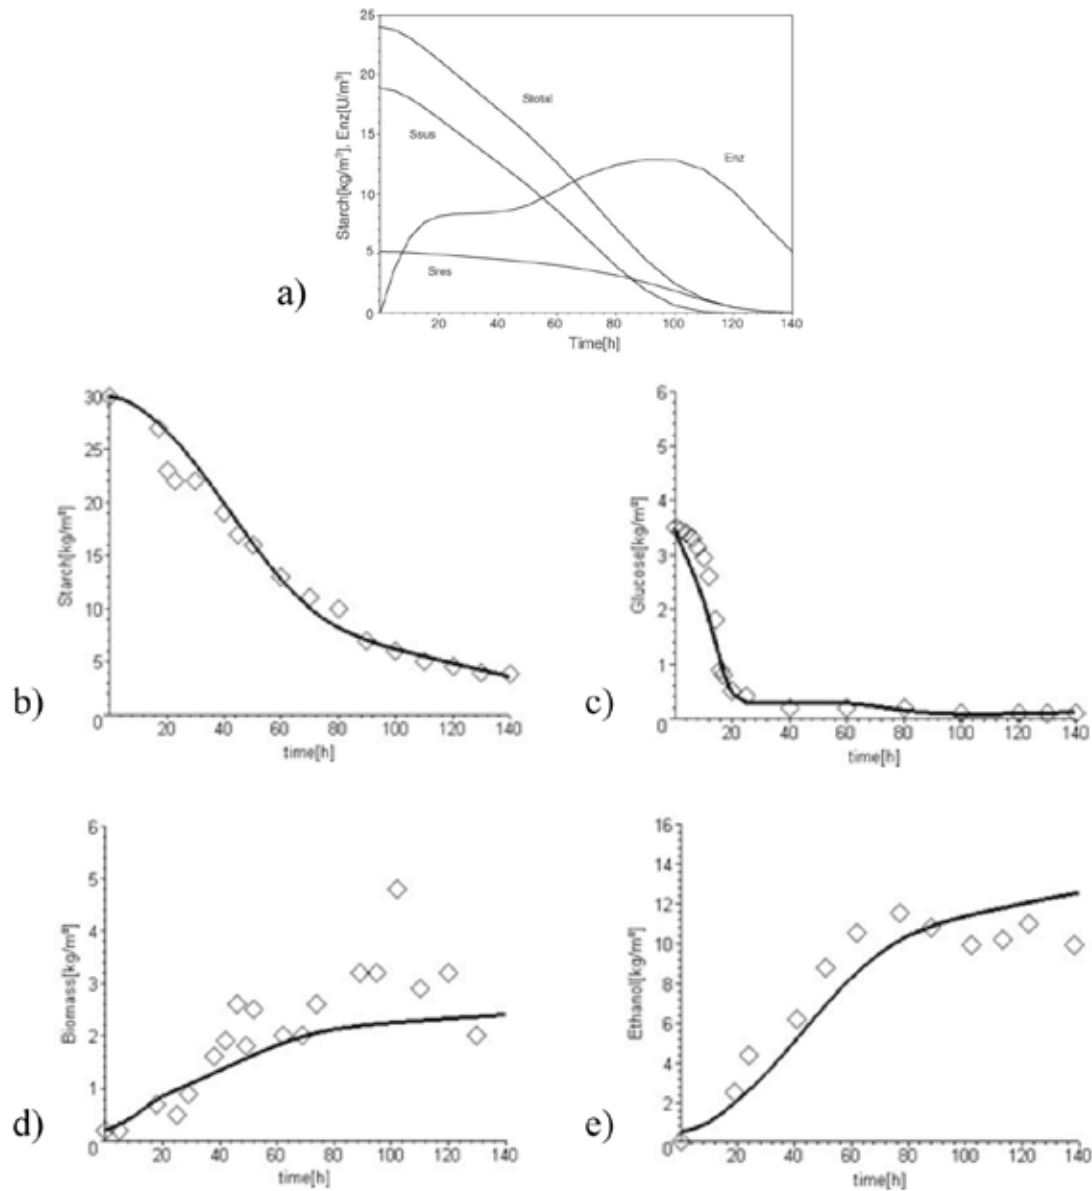 25
20
15
10
5
0
Starch[kg/m³], Enz[U/m³]
Stotal
Ssus
Enz
Sres
20 40 60 80 100 120 140
Time[h]
a)
30
25
20
15
10
5
0
Starch[kg/m³]
0 20 40 60 80 100 120 140
time[h]
b)
6
5
4
3
2
1
0
Glucose[kg/m³]
20 40 60 80 100 120 140
time[h]
c)
6
5
4
3
2
1
0
Biomass[kg/m³]
20 40 60 80 100 120 140
time[h]
d)
16
14
12
10
8
6
4
2
0
Ethanol[kg/m³]
20 40 60 80 100 120 140
time[h]
e)